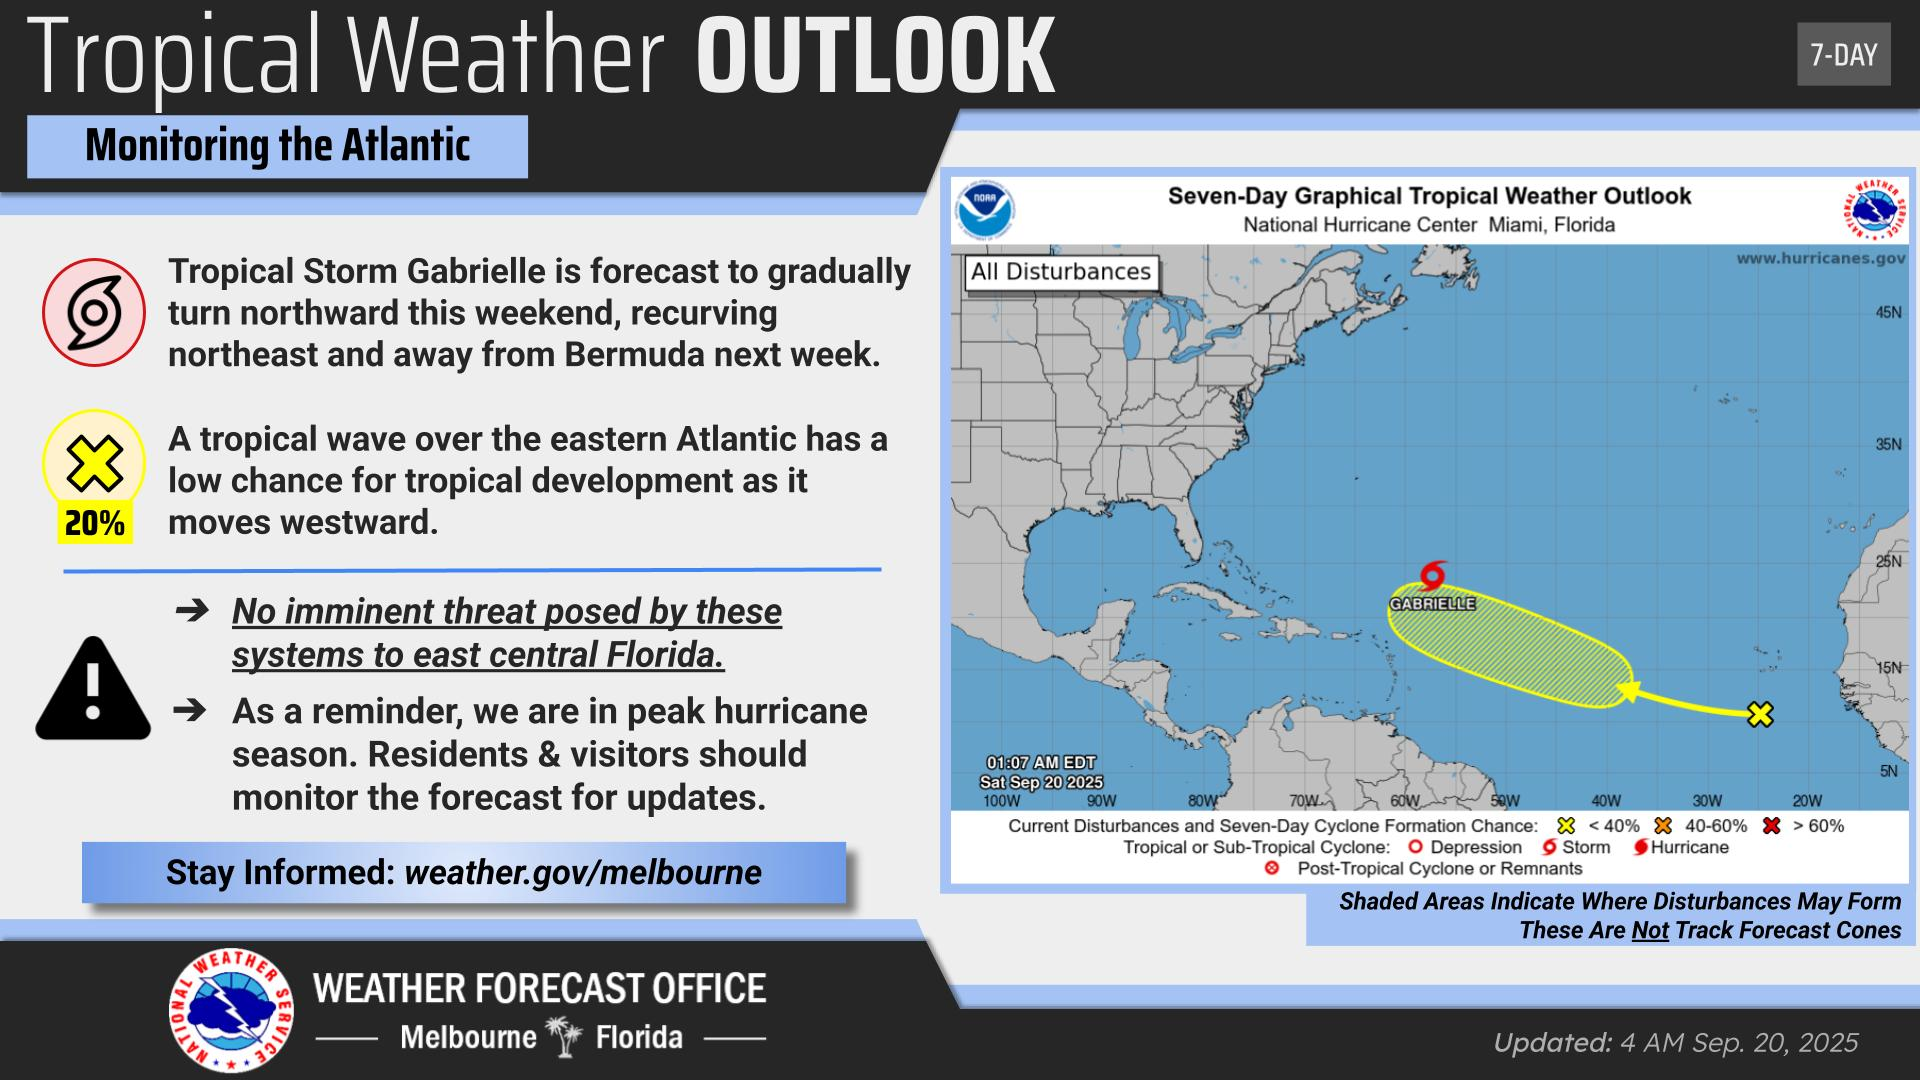 Tropical Weather OUTLOOK
7-DAY
Monitoring the Atlantic
Tropical Storm Gabrielle is forecast to gradually
turn northward this weekend, recurving
northeast and away from Bermuda next week.
20%
A tropical wave over the eastern Atlantic has a
low chance for tropical development as it
moves westward.
➔ No imminent threat posed by these
systems to east central Florida.
➔ As a reminder, we are in peak hurricane
season. Residents & visitors should
monitor the forecast for updates.
Stay Informed: weather.gov/melbourne
NATIONAL WEATHER SERVICE
WEATHER FORECAST OFFICE
Melbourne Florida
NOAA
Seven-Day Graphical Tropical Weather Outlook
National Hurricane Center Miami, Florida
NATIONAL WEATHER SERVICE
All Disturbances
www.hurricanes.gov
45N
35N
25N
15N
5N
GABRIELLE
01:07 AM EDT
Sat Sep 20 2025
100W 90W 80W 70W 60W 50W 40W 30W 20W
Current Disturbances and Seven-Day Cyclone Formation Chance: < 40% 40-60% > 60%
Tropical or Sub-Tropical Cyclone: Depression Storm Hurricane
Post-Tropical Cyclone or Remnants
Shaded Areas Indicate Where Disturbances May Form
These Are Not Track Forecast Cones
Updated: 4 AM Sep. 20, 2025